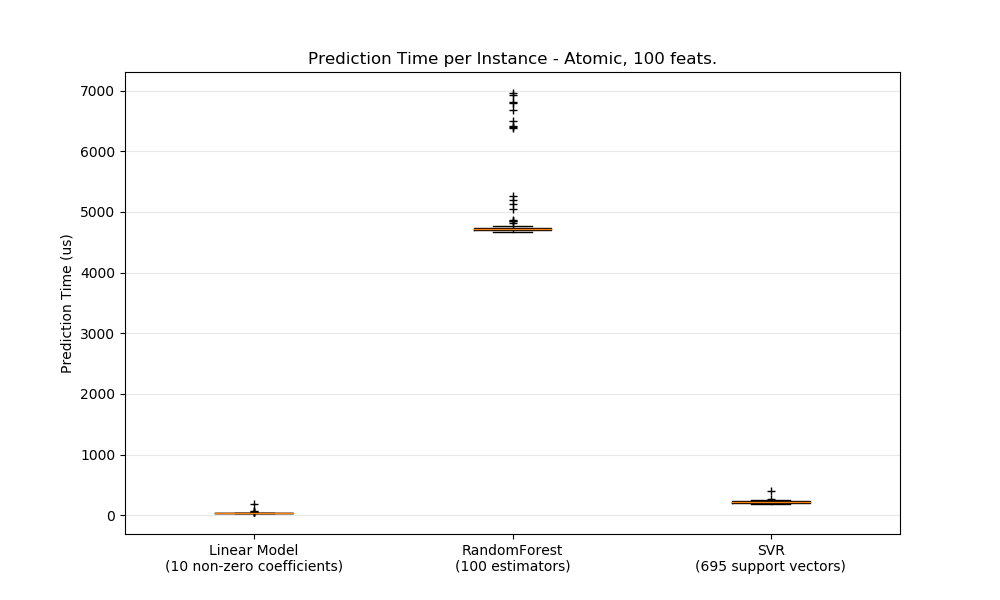 Prediction Time per Instance - Atomic, 100 feats.
Prediction Time (us)
7000
6000
5000
4000
3000
2000
1000
0
Linear Model
(10 non-zero coefficients)
RandomForest
(100 estimators)
SVR
(695 support vectors)